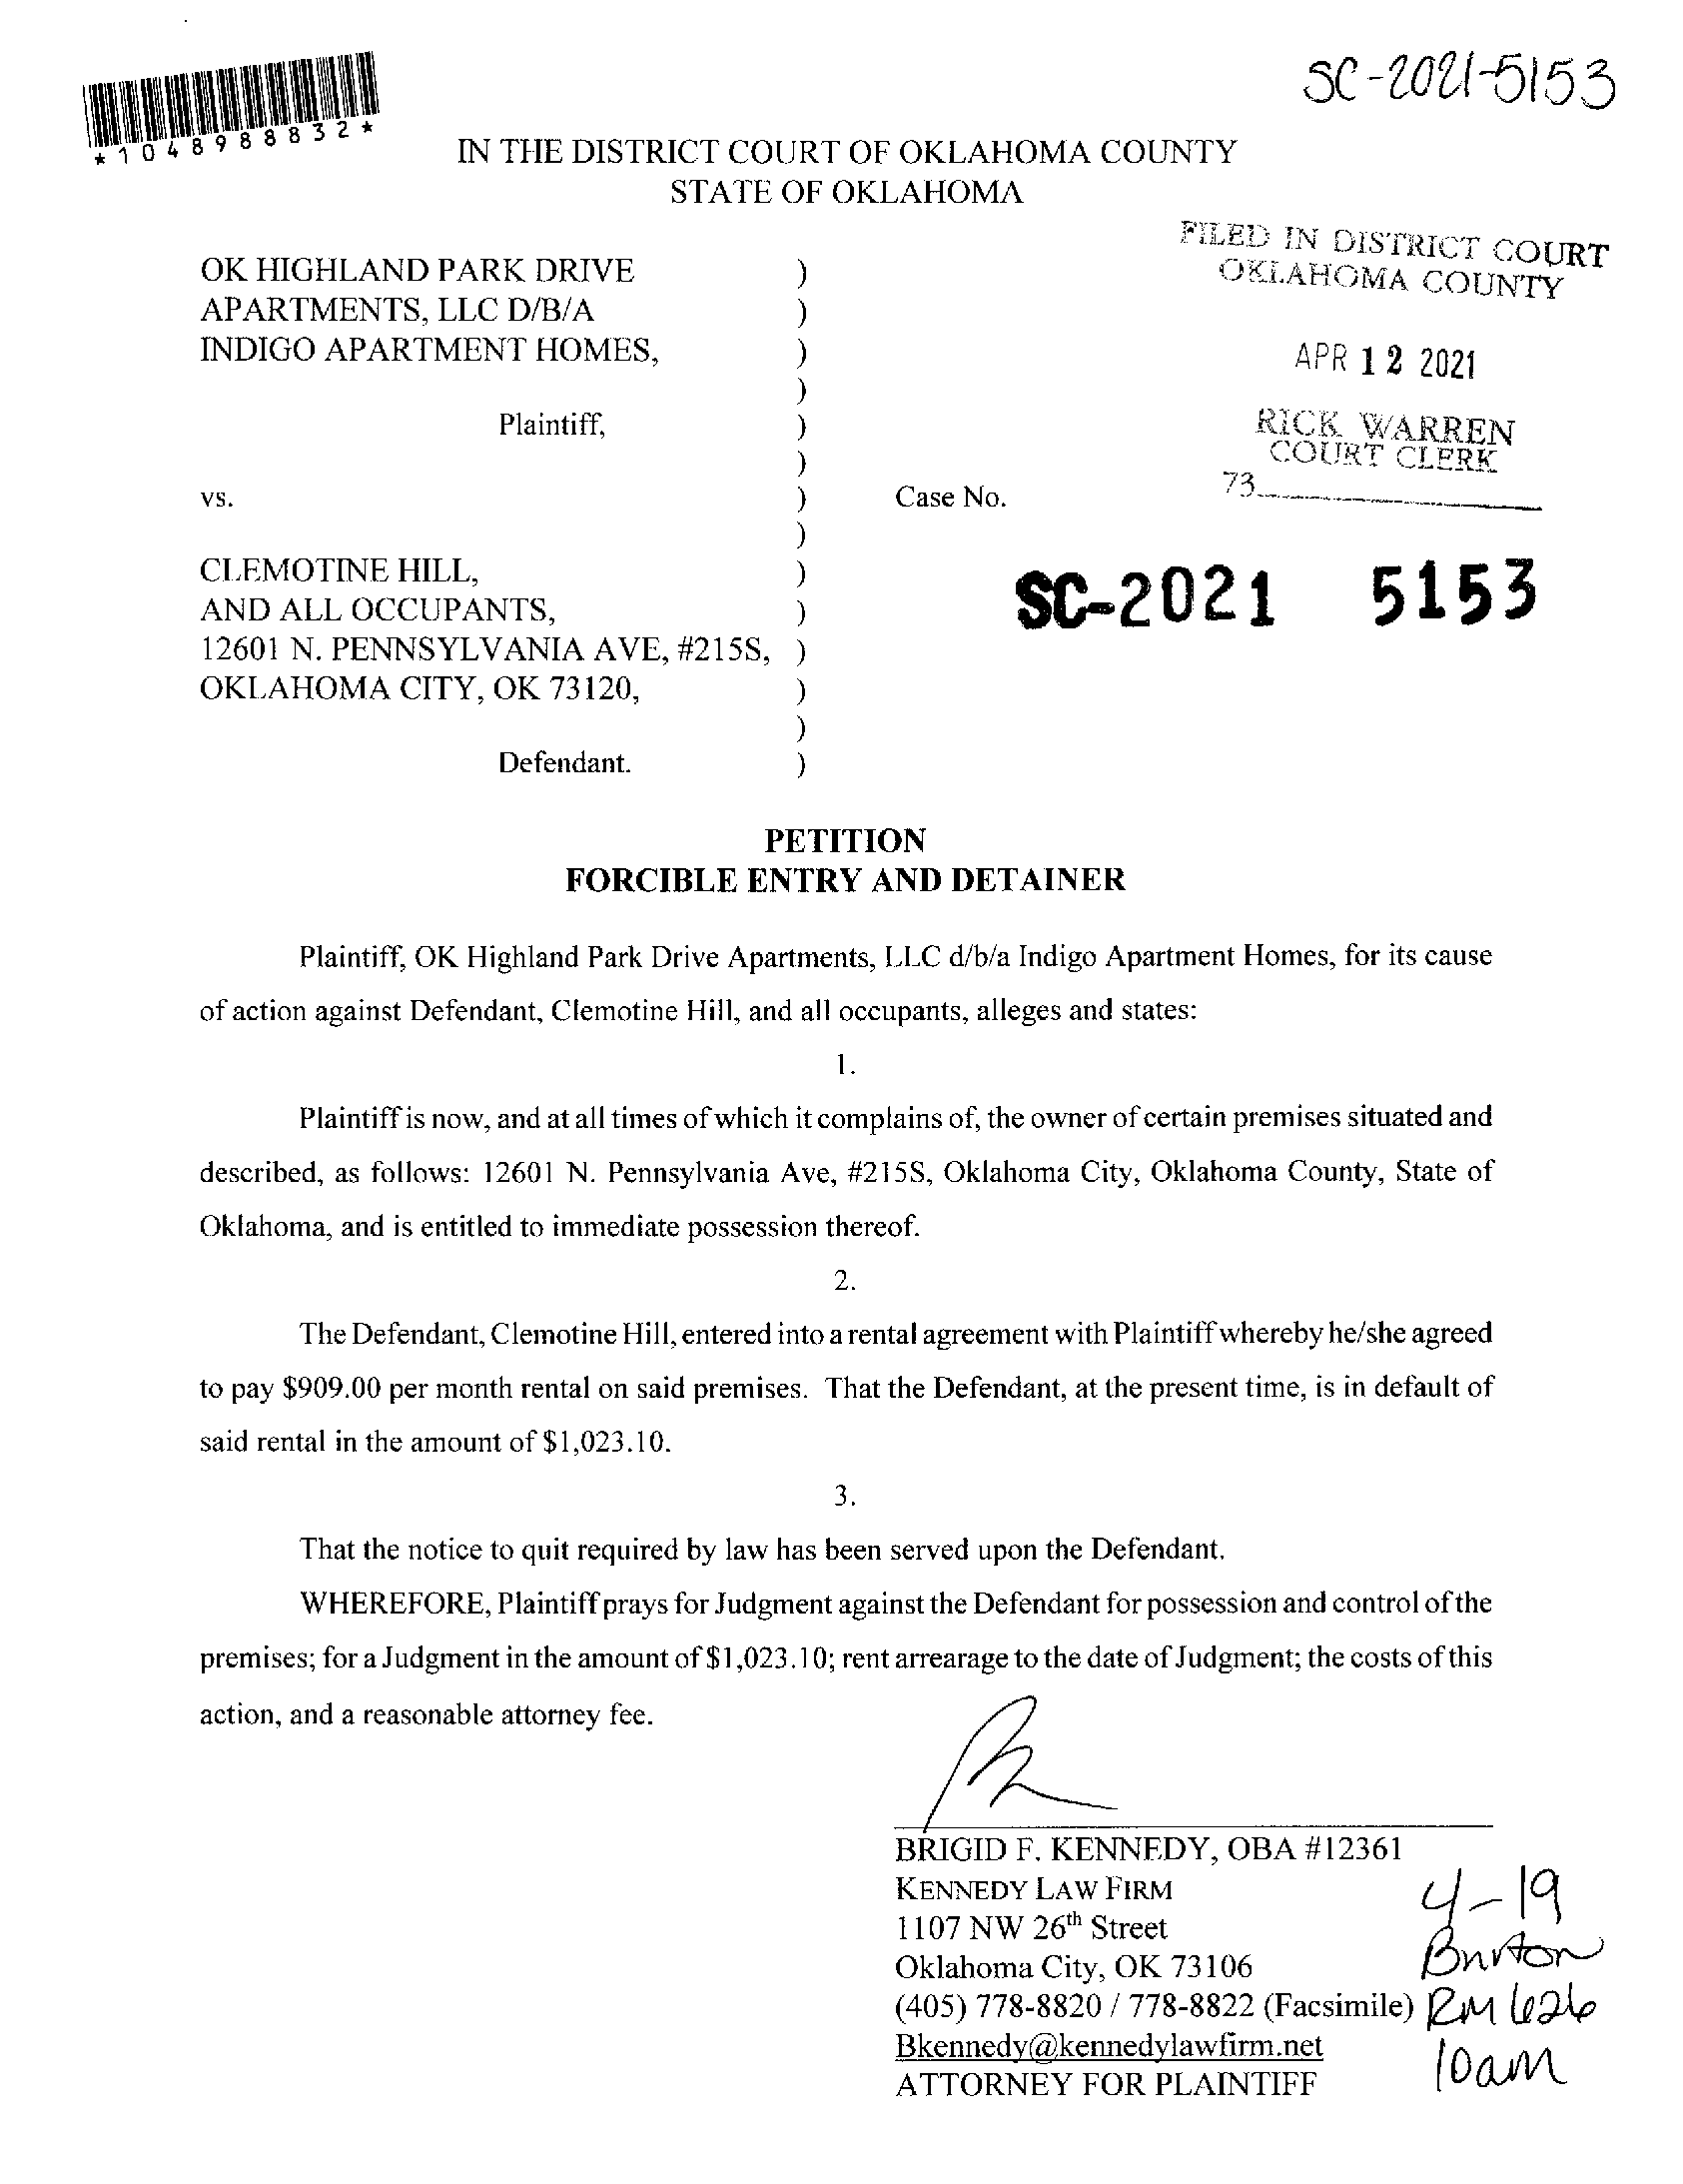 SC-2021-5153
*1048988832*
IN THE DISTRICT COURT OF OKLAHOMA COUNTY
STATE OF OKLAHOMA
FILED IN DISTRICT COURT
OKLAHOMA COUNTY
APR 12 2021
RICK WARREN
COURT CLERK
73
OK HIGHLAND PARK DRIVE )
APARTMENTS, LLC D/B/A )
INDIGO APARTMENT HOMES, )
)
Plaintiff, )
)
vs. ) Case No.
)
SC-2021 5153
CLEMOTINE HILL, )
AND ALL OCCUPANTS, )
12601 N. PENNSYLVANIA AVE, #215S, )
OKLAHOMA CITY, OK 73120, )
)
Defendant. )
PETITION
FORCIBLE ENTRY AND DETAINER
Plaintiff, OK Highland Park Drive Apartments, LLC d/b/a Indigo Apartment Homes, for its cause
of action against Defendant, Clemotine Hill, and all occupants, alleges and states:
1.
Plaintiff is now, and at all times of which it complains of, the owner of certain premises situated and
described, as follows: 12601 N. Pennsylvania Ave, #215S, Oklahoma City, Oklahoma County, State of
Oklahoma, and is entitled to immediate possession thereof.
2.
The Defendant, Clemotine Hill, entered into a rental agreement with Plaintiff whereby he/she agreed
to pay $909.00 per month rental on said premises. That the Defendant, at the present time, is in default of
said rental in the amount of $1,023.10.
3.
That the notice to quit required by law has been served upon the Defendant.
WHEREFORE, Plaintiff prays for Judgment against the Defendant for possession and control of the
premises; for a Judgment in the amount of $1,023.10; rent arrearage to the date of Judgment; the costs of this
action, and a reasonable attorney fee.
BRIGID F. KENNEDY, OBA #12361
KENNEDY LAW FIRM
1107 NW 26th Street
Oklahoma City, OK 73106
(405) 778-8820 / 778-8822 (Facsimile)
Bkennedy@kennedylawfirm.net
ATTORNEY FOR PLAINTIFF
4-19
Burton
RM 626
10am